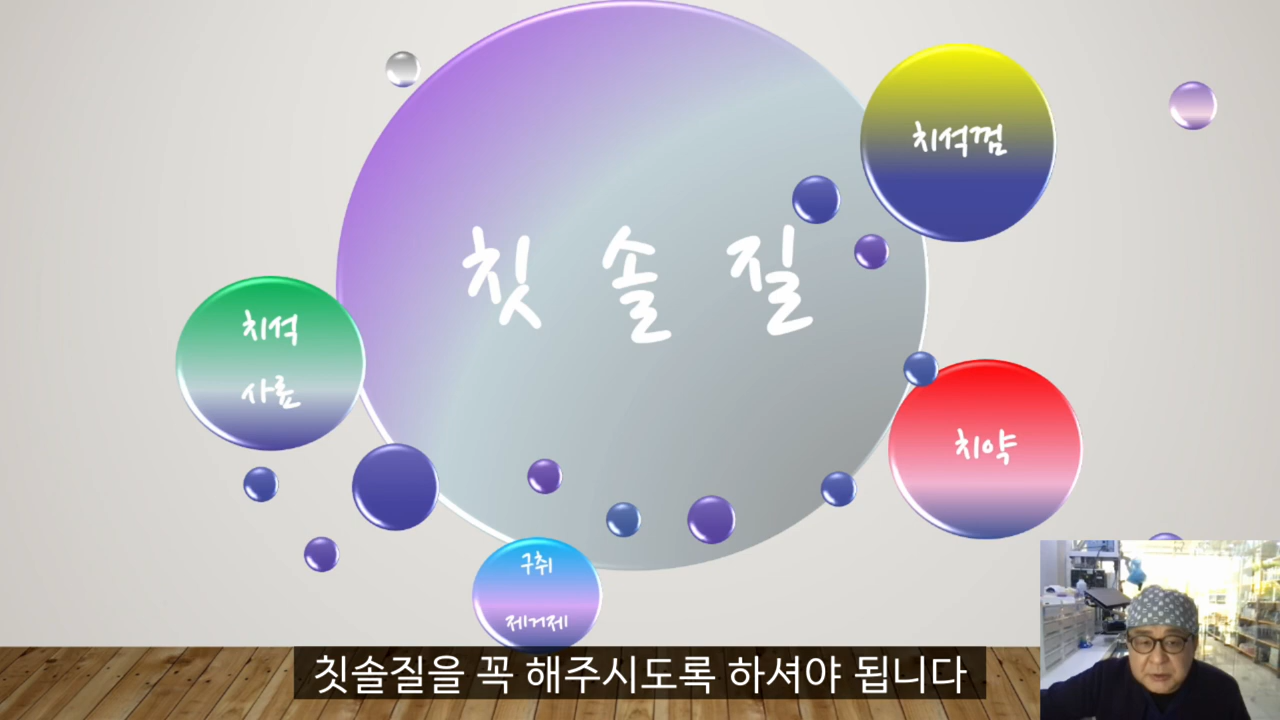 치석껌
칫 솔 질
치석
사료
치약
구취
제거제
칫솔질을 꼭 해주시도록 하셔야 됩니다